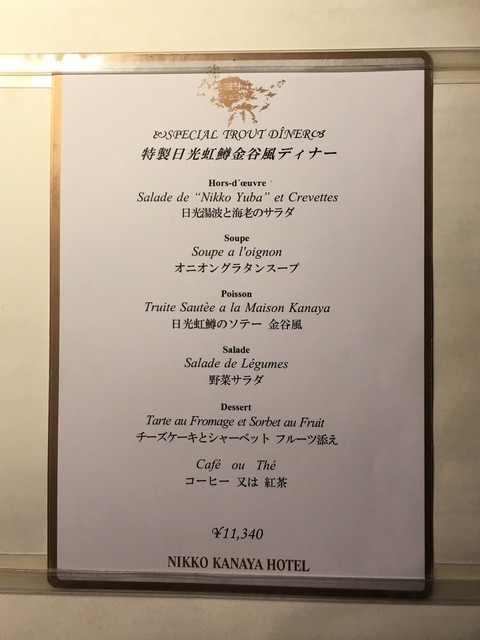 SPECIAL TROUT DÎNER
特製日光虹鱒金谷風ディナー
Hors-d'œuvre
Salade de "Nikko Yuba" et Crevettes
日光湯波と海老のサラダ
Soupe
Soupe a l'oignon
オニオングラタンスープ
Poisson
Truite Sautèe a la Maison Kanaya
日光虹鱒のソテー 金谷風
Salade
Salade de Légumes
野菜サラダ
Dessert
Tarte au Fromage et Sorbet au Fruit
チーズケーキとシャーベット フルーツ添え
Café ou Thé
コーヒー 又は 紅茶
¥11,340
NIKKO KANAYA HOTEL